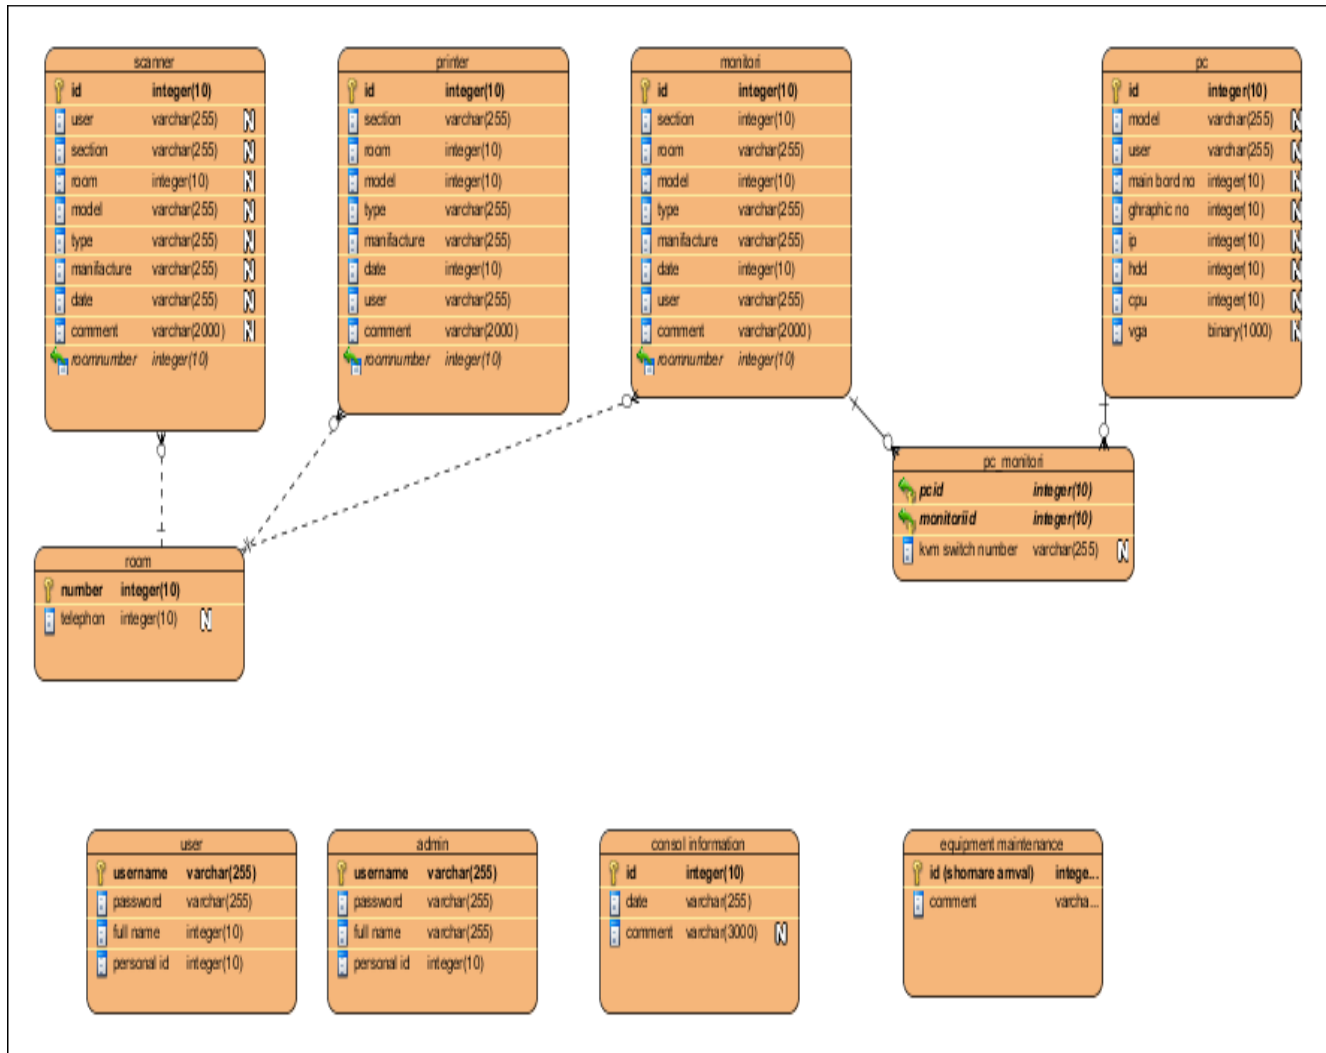 scanner
id integer(10)
user varchar(255) N
section varchar(255) N
room integer(10) N
model varchar(255) N
type varchar(255) N
manifacture varchar(255) N
date varchar(255) N
comment varchar(2000) N
roomnumber integer(10)
printer
id integer(10)
section varchar(255)
room integer(10)
model integer(10)
type varchar(255)
manifacture varchar(255)
date integer(10)
user varchar(255)
comment varchar(2000)
roomnumber integer(10)
monitori
id integer(10)
section integer(10)
room varchar(255)
model integer(10)
type varchar(255)
manifacture varchar(255)
date integer(10)
user varchar(255)
comment varchar(2000)
roomnumber integer(10)
pc
id integer(10)
model varchar(255) N
user varchar(255) N
main bord no integer(10) N
ghraphic no integer(10) N
ip integer(10) N
hdd integer(10) N
cpu integer(10) N
vga binary(1000) N
pc_monitori
pcid integer(10)
monitoriid integer(10)
kvm switch number varchar(255) N
room
number integer(10)
telephon integer(10) N
user
username varchar(255)
password varchar(255)
full name integer(10)
personal id integer(10)
admin
username varchar(255)
password varchar(255)
full name varchar(255)
personal id integer(10)
consol information
id integer(10)
date varchar(255)
comment varchar(3000) N
equipment maintenance
id (shomare amval) intege...
comment varcha...